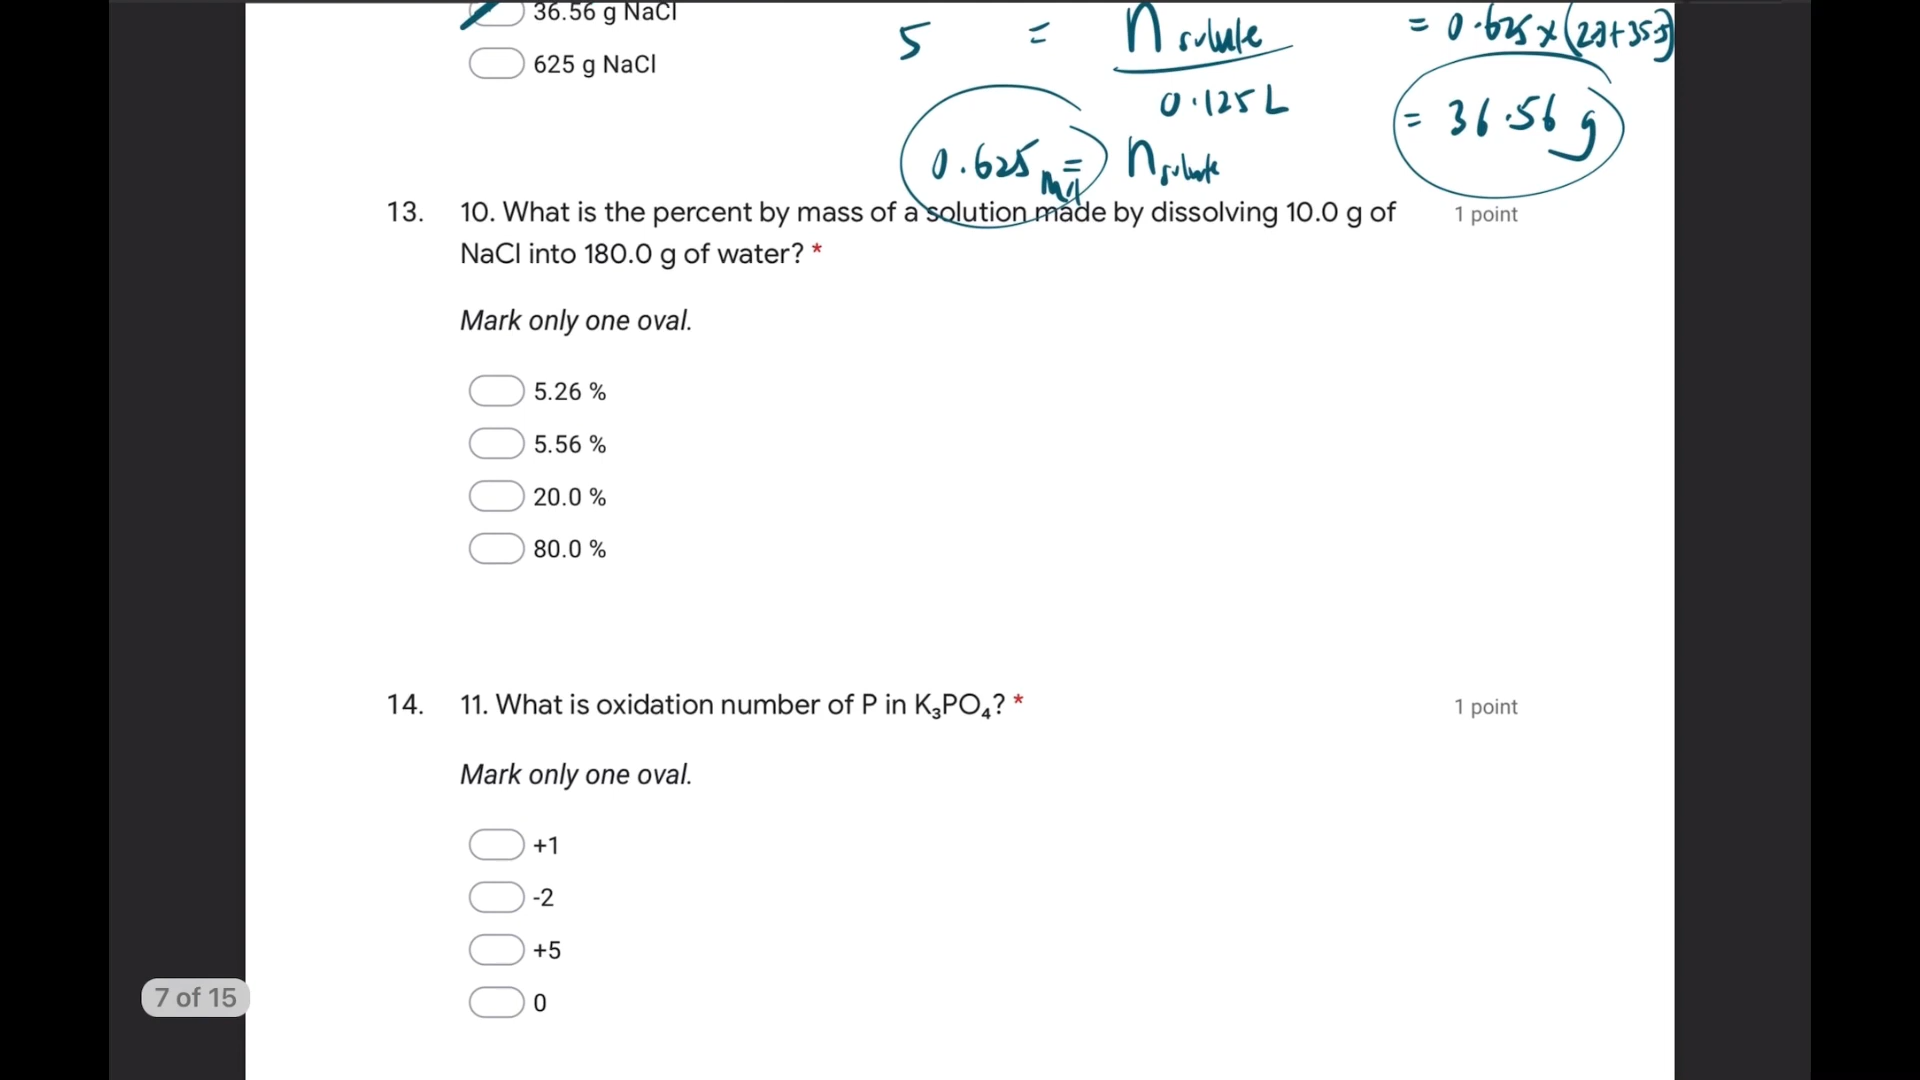 36.56 g NaCl
625 g NaCl
5 = n solute
0.125 L
0.625 mol = n solute
= 0.625 x (23+35.5)
= 36.56 g
13. 10. What is the percent by mass of a solution made by dissolving 10.0 g of 1 point
NaCl into 180.0 g of water? *
Mark only one oval.
5.26 %
5.56 %
20.0 %
80.0 %
14. 11. What is oxidation number of P in K₃PO₄? * 1 point
Mark only one oval.
+1
-2
+5
0
7 of 15